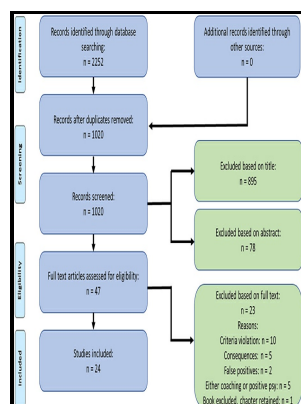 Identification
Records identified through database
searching:
n = 2252
Additional records identified through
other sources:
n = 0
Records after duplicates removed:
n = 1020
Screening
Records screened:
n = 1020
Excluded based on title:
n = 895
Excluded based on abstract:
n = 78
Eligibility
Full text articles assessed for eligibility:
n = 47
Excluded based on full text:
n = 23
Reasons:
Criteria violation: n = 10
Consequences: n = 5
False positives: n = 2
Either coaching or positive psy: n = 5
Book excluded, chapter retained: n = 1
Included
Studies included:
n = 24